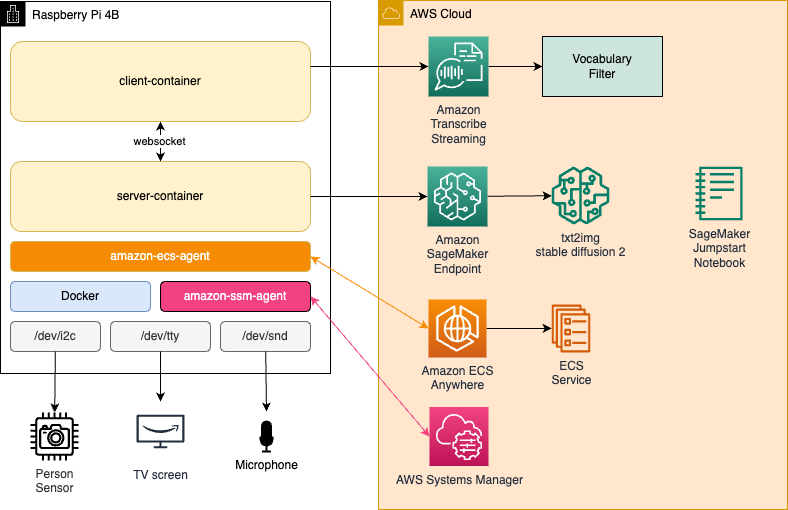 Raspberry Pi 4B
client-container
websocket
server-container
amazon-ecs-agent
Docker
amazon-ssm-agent
/dev/i2c
/dev/tty
/dev/snd
Person
Sensor
TV screen
Microphone
AWS Cloud
Amazon
Transcribe
Streaming
Vocabulary
Filter
Amazon
SageMaker
Endpoint
txt2img
stable diffusion 2
SageMaker
Jumpstart
Notebook
Amazon ECS
Anywhere
ECS
Service
AWS Systems Manager